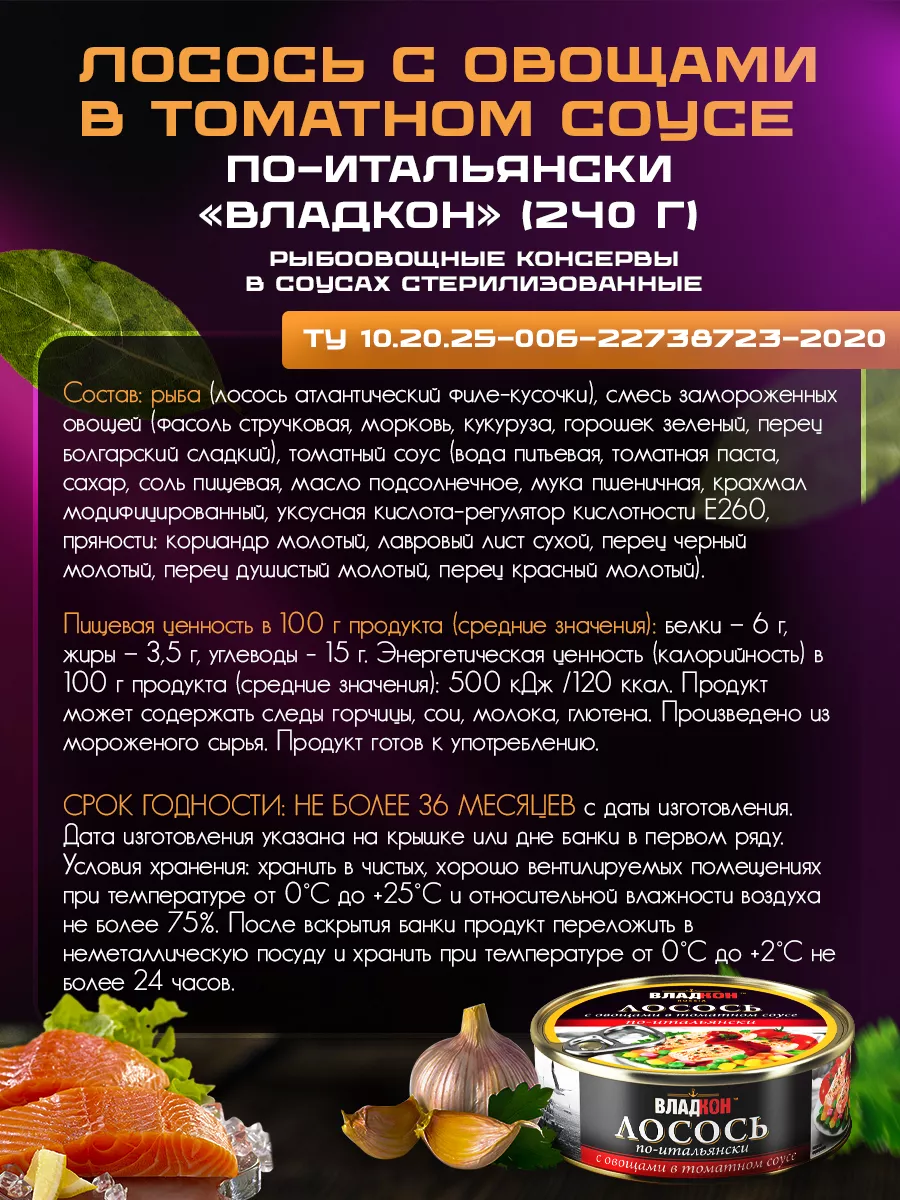 ЛОСОСЬ С ОВОЩАМИ
В ТОМАТНОМ СОУСЕ
ПО-ИТАЛЬЯНСКИ
«ВЛАДКОН» (240 Г)
РЫБООВОЩНЫЕ КОНСЕРВЫ
В СОУСАХ СТЕРИЛИЗОВАННЫЕ
ТУ 10.20.25-006-22738723-2020
Состав: рыба (лосось атлантический филе-кусочки), смесь замороженных
овощей (фасоль стручковая, морковь, кукуруза, горошек зеленый, перец
болгарский сладкий), томатный соус (вода питьевая, томатная паста,
сахар, соль пищевая, масло подсолнечное, мука пшеничная, крахмал
модифицированный, уксусная кислота-регулятор кислотности Е260,
пряности: кориандр молотый, лавровый лист сухой, перец черный
молотый, перец душистый молотый, перец красный молотый).
Пищевая ценность в 100 г продукта (средние значения): белки – 6 г,
жиры – 3,5 г, углеводы - 15 г. Энергетическая ценность (калорийность) в
100 г продукта (средние значения): 500 кДж /120 ккал. Продукт
может содержать следы горчицы, сои, молока, глютена. Произведено из
мороженого сырья. Продукт готов к употреблению.
СРОК ГОДНОСТИ: НЕ БОЛЕЕ 36 МЕСЯЦЕВ с даты изготовления.
Дата изготовления указана на крышке или дне банки в первом ряду.
Условия хранения: хранить в чистых, хорошо вентилируемых помещениях
при температуре от 0°С до +25°С и относительной влажности воздуха
не более 75%. После вскрытия банки продукт переложить в
неметаллическую посуду и хранить при температуре от 0°С до +2°С не
более 24 часов.
ВЛАДКОН™
RUSSIA
ЛОСОСЬ
с овощами в томатном соусе
по-итальянски
ВЛАДКОН™
ЛОСОСЬ
по-итальянски
с овощами в томатном соусе